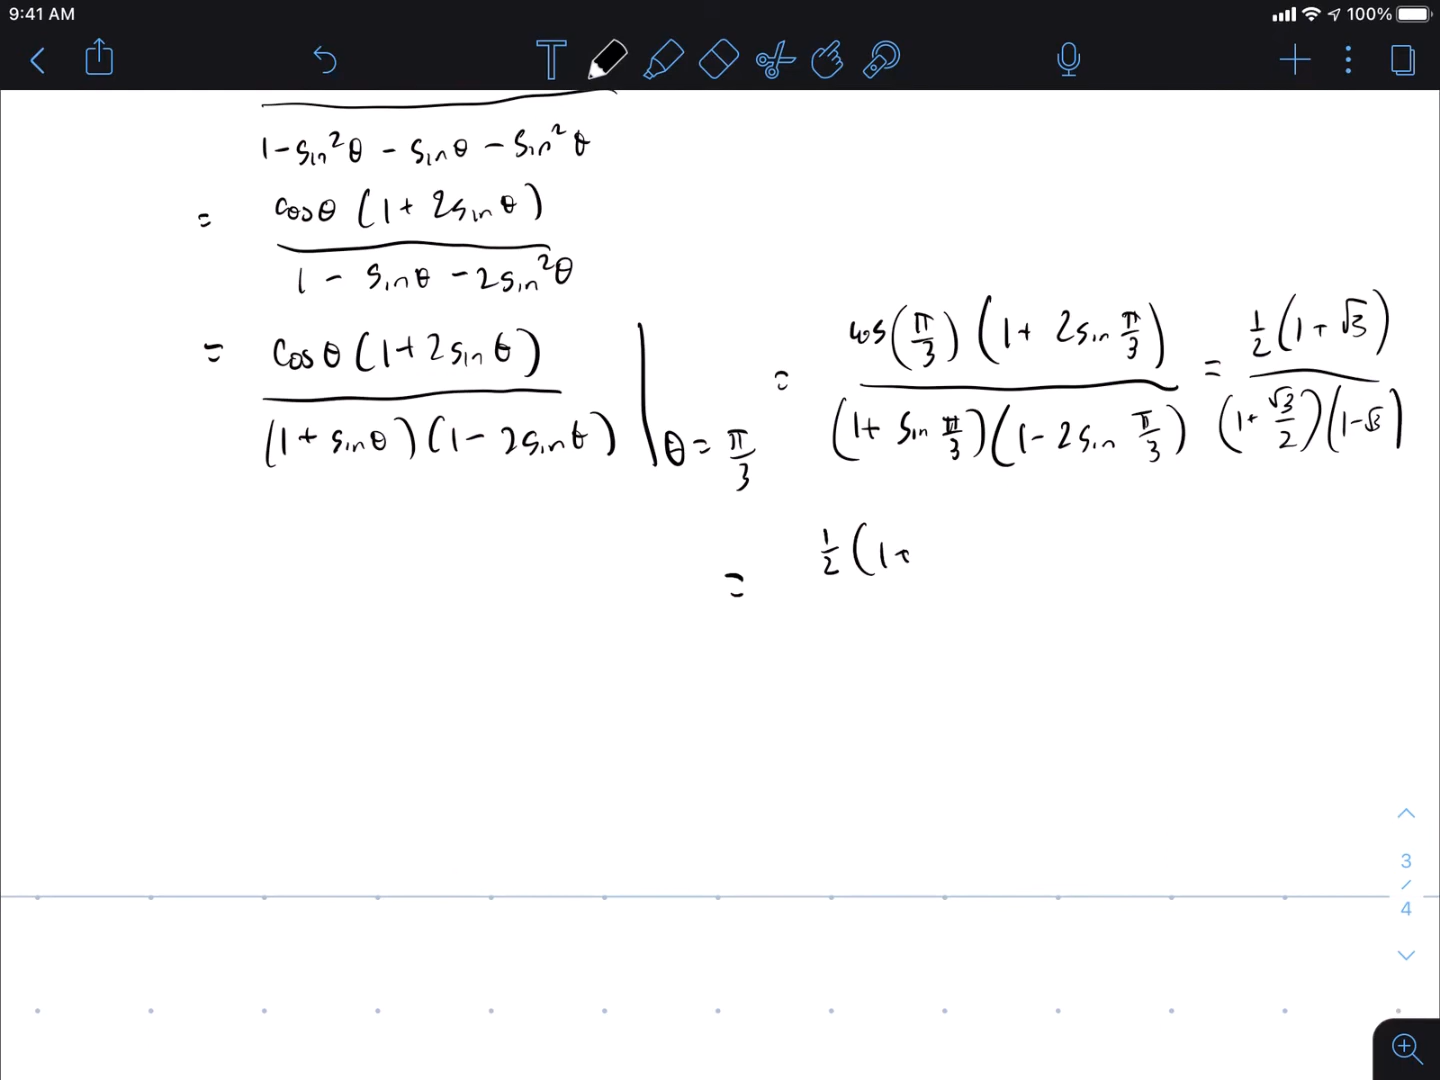 9:41 AM 100%
T
1 - sin²θ - sinθ - sin²θ
= cosθ (1 + 2sinθ)
1 - sinθ - 2sin²θ
= cosθ (1 + 2sinθ) | = cos(π/3) (1 + 2sin π/3) = ½(1 + √3)
(1 + sinθ)(1 - 2sinθ) | θ = π/3 (1 + sin π/3)(1 - 2sin π/3) (1 + √3/2)(1 - √3)
= ½ (1 +
3
/
4